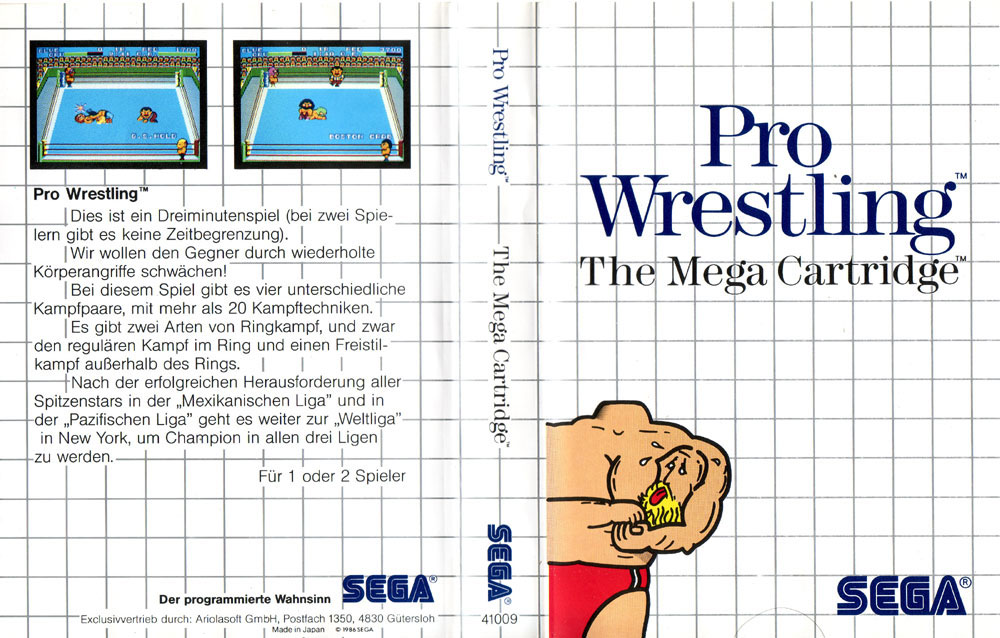 B.B.HOLD
BOSTON CRAB
Pro Wrestling™
Dies ist ein Dreiminutenspiel (bei zwei Spie-
lern gibt es keine Zeitbegrenzung).
Wir wollen den Gegner durch wiederholte
Körperangriffe schwächen!
Bei diesem Spiel gibt es vier unterschiedliche
Kampfpaare, mit mehr als 20 Kampftechniken.
Es gibt zwei Arten von Ringkampf, und zwar
den regulären Kampf im Ring und einen Freistil-
kampf außerhalb des Rings.
Nach der erfolgreichen Herausforderung aller
Spitzenstars in der „Mexikanischen Liga” und in
der „Pazifischen Liga” geht es weiter zur „Weltliga”
in New York, um Champion in allen drei Ligen
zu werden.
Für 1 oder 2 Spieler
Der programmierte Wahnsinn SEGA®
Exclusivvertrieb durch: Ariolasoft GmbH, Postfach 1350, 4830 Gütersloh
Made in Japan © 1986 SEGA
Pro Wrestling™
The Mega Cartridge™
SEGA®
41009
Pro
Wrestling™
The Mega Cartridge™
SEGA®